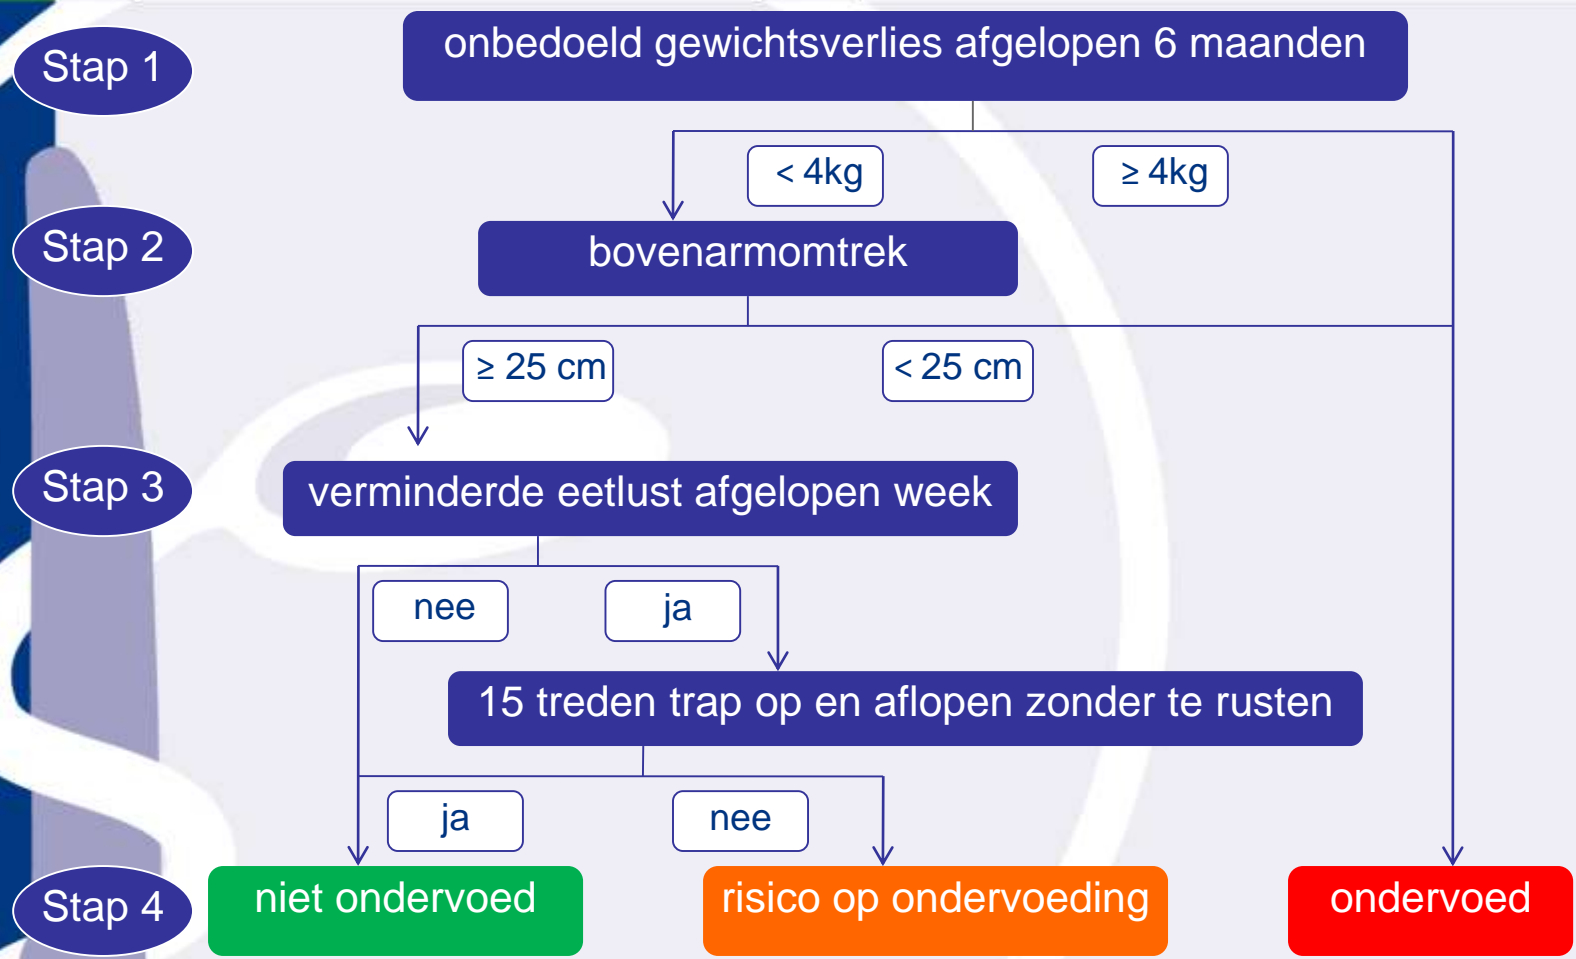 Stap 1
onbedoeld gewichtsverlies afgelopen 6 maanden
< 4kg
≥ 4kg
Stap 2
bovenarmomtrek
≥ 25 cm
< 25 cm
Stap 3
verminderde eetlust afgelopen week
nee
ja
15 treden trap op en aflopen zonder te rusten
ja
nee
Stap 4
niet ondervoed
risico op ondervoeding
ondervoed